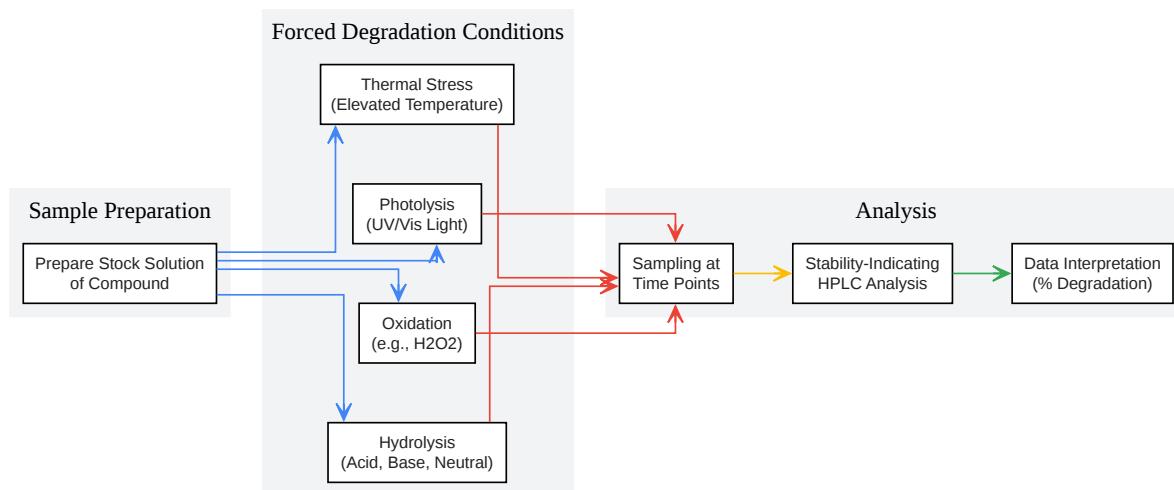 Forced Degradation Conditions
Thermal Stress
(Elevated Temperature)
Sample Preparation
Photolysis
(UV/Vis Light)
Analysis
Prepare Stock Solution
of Compound
Sampling at
Time Points
Stability-Indicating
HPLC Analysis
Data Interpretation
(% Degradation)
Oxidation
(e.g., H2O2)
Hydrolysis
(Acid, Base, Neutral)